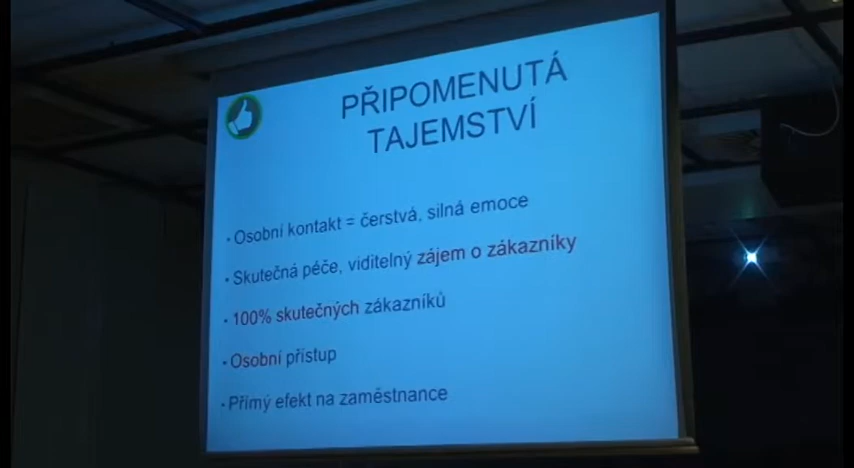 PŘIPOMENUTÁ
TAJEMSTVÍ
• Osobní kontakt = čerstvá, silná emoce
• Skutečná péče, viditelný zájem o zákazníky
• 100% skutečných zákazníků
• Osobní přístup
• Přímý efekt na zaměstnance